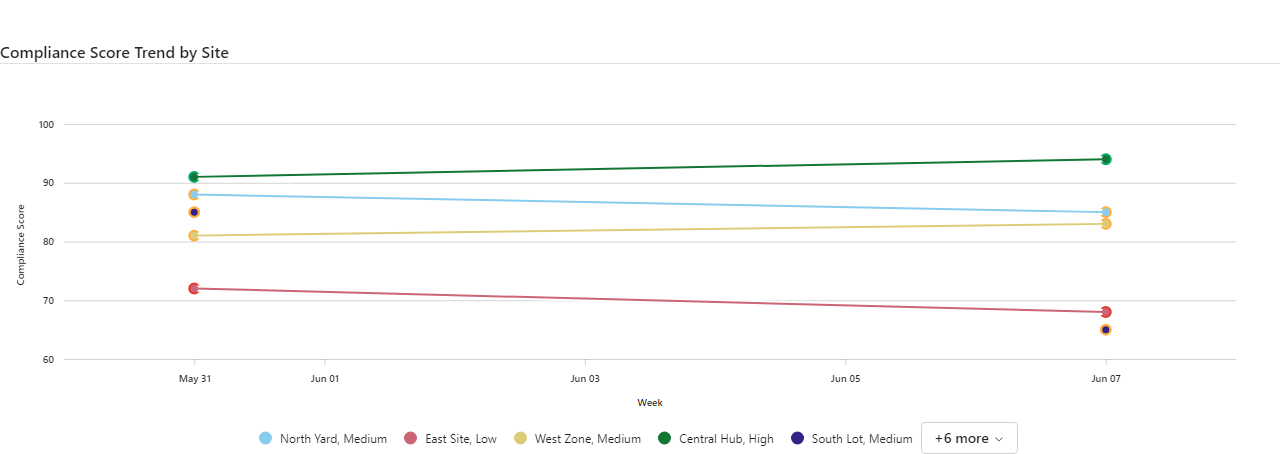 Compliance Score Trend by Site
100
90
80
70
60
Compliance Score
May 31 Jun 01 Jun 03 Jun 05 Jun 07
Week
North Yard, Medium East Site, Low West Zone, Medium Central Hub, High South Lot, Medium +6 more